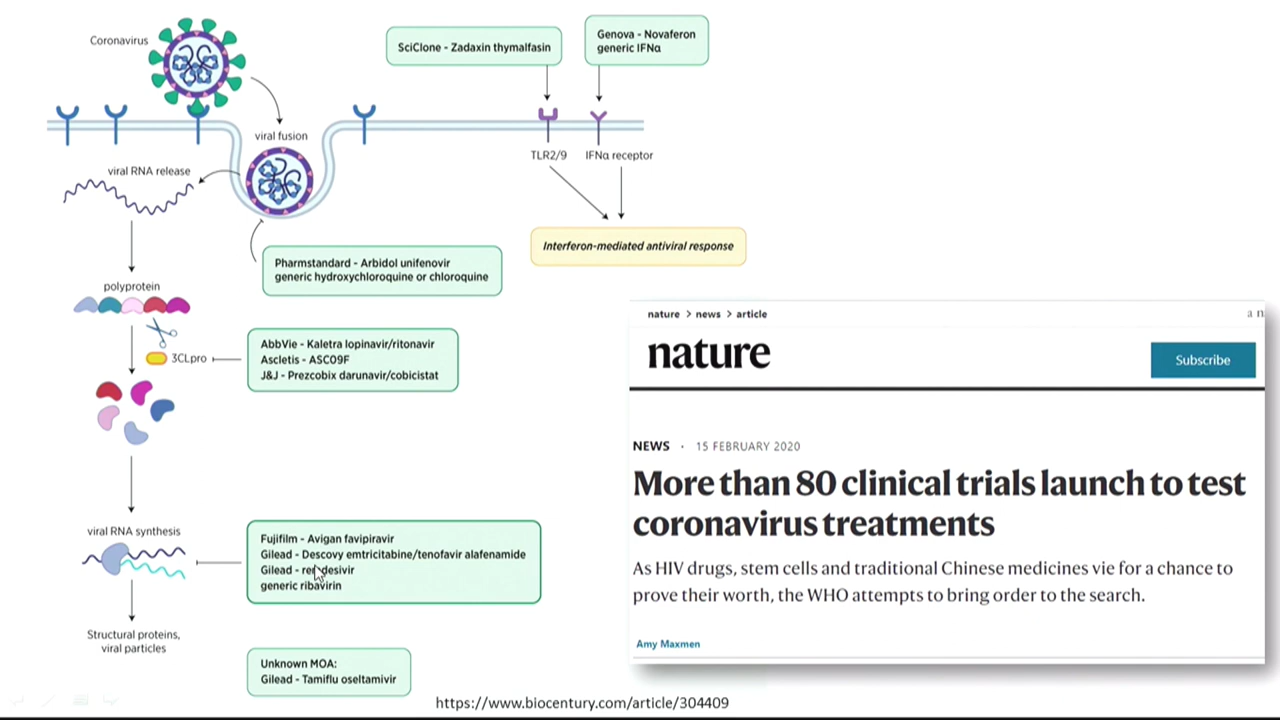 Coronavirus
SciClone - Zadaxin thymalfasin
Genova - Novaferon
generic IFNα
viral fusion
TLR2/9
IFNα receptor
viral RNA release
Interferon-mediated antiviral response
Pharmstandard - Arbidol unifenovir
generic hydroxychloroquine or chloroquine
polyprotein
AbbVie - Kaletra lopinavir/ritonavir
Ascletis - ASC09F
J&J - Prezcobix darunavir/cobicistat
3CLpro
viral RNA synthesis
Fujifilm - Avigan favipiravir
Gilead - Descovy emtricitabine/tenofavir alafenamide
Gilead - remdesivir
generic ribavirin
Structural proteins,
viral particles
Unknown MOA:
Gilead - Tamiflu oseltamivir
https://www.biocentury.com/article/304409
nature > news > article
a n
nature
Subscribe
NEWS · 15 FEBRUARY 2020
More than 80 clinical trials launch to test
coronavirus treatments
As HIV drugs, stem cells and traditional Chinese medicines vie for a chance to
prove their worth, the WHO attempts to bring order to the search.
Amy Maxmen